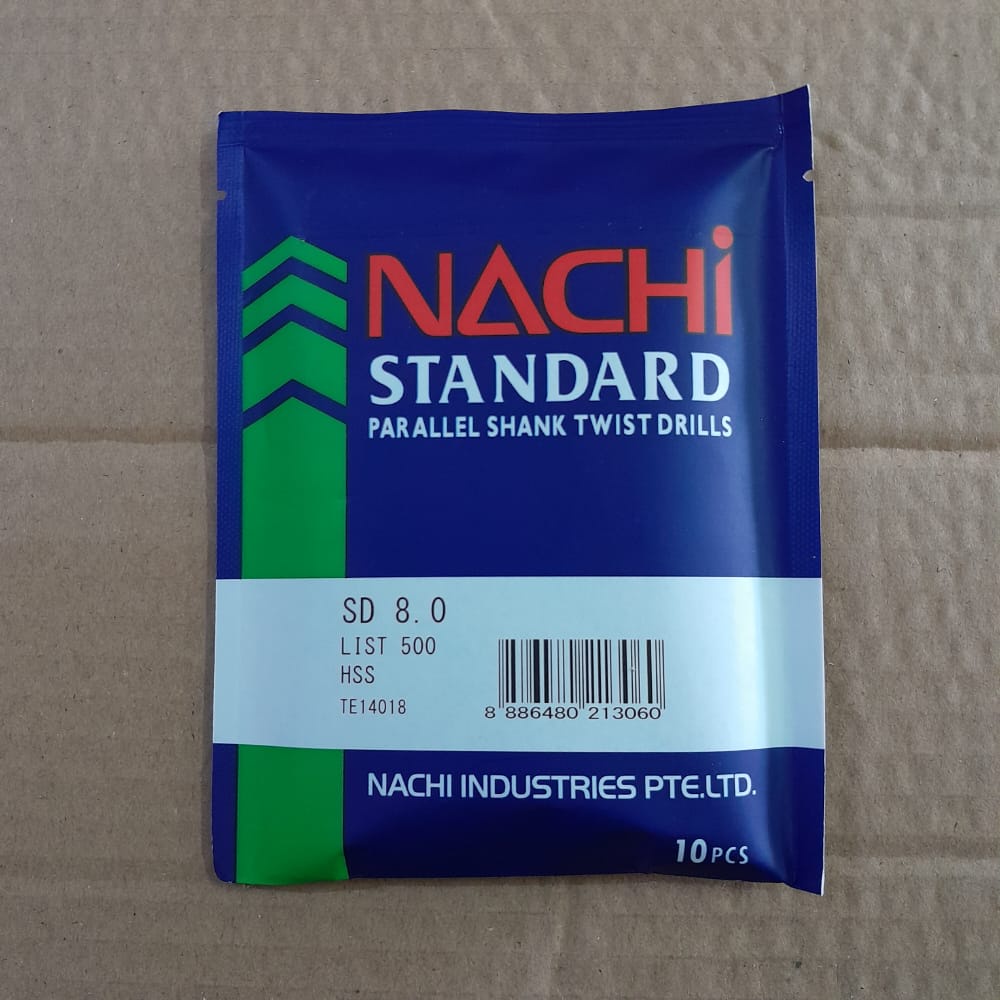 NACHi
STANDARD
PARALLEL SHANK TWIST DRILLS
SD 8.0
LIST 500
HSS
TE14018
8 886480 213060
NACHI INDUSTRIES PTE.LTD.
10PCS